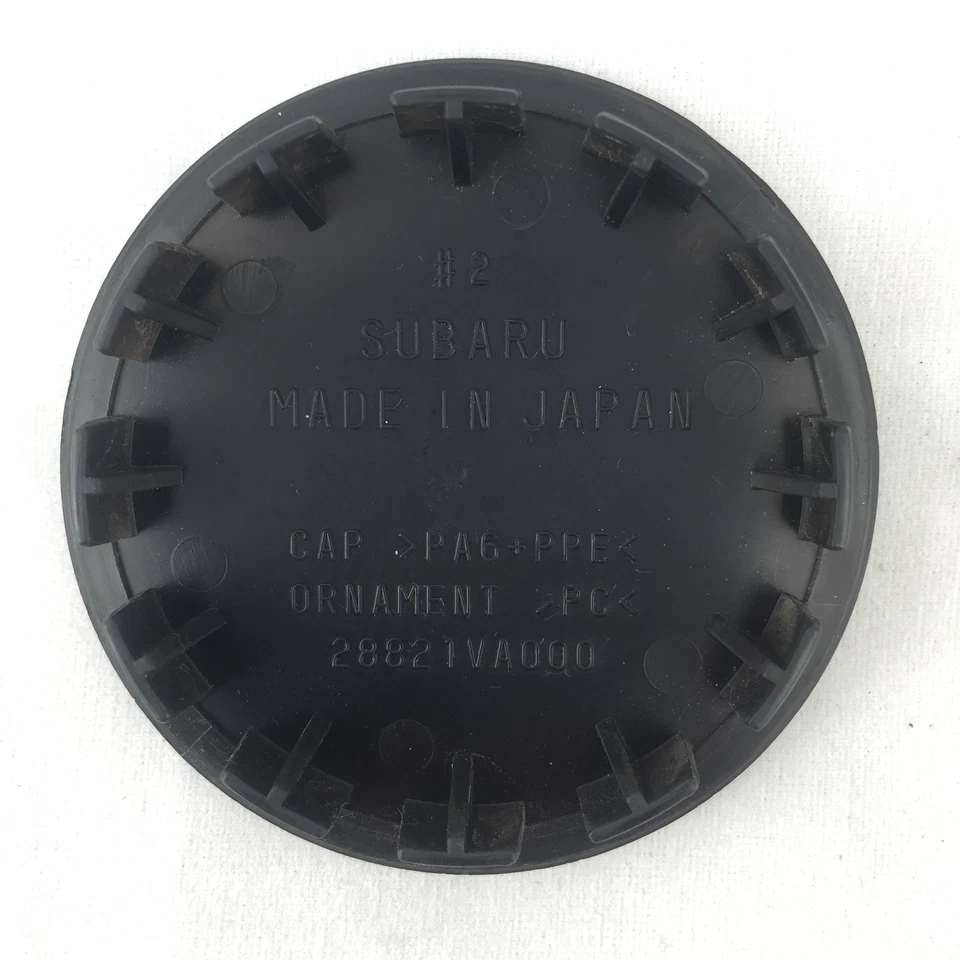 #2
SUBARU
MADE IN JAPAN
CAP >PA6+PPE<
ORNAMENT >PC<
28821VA000